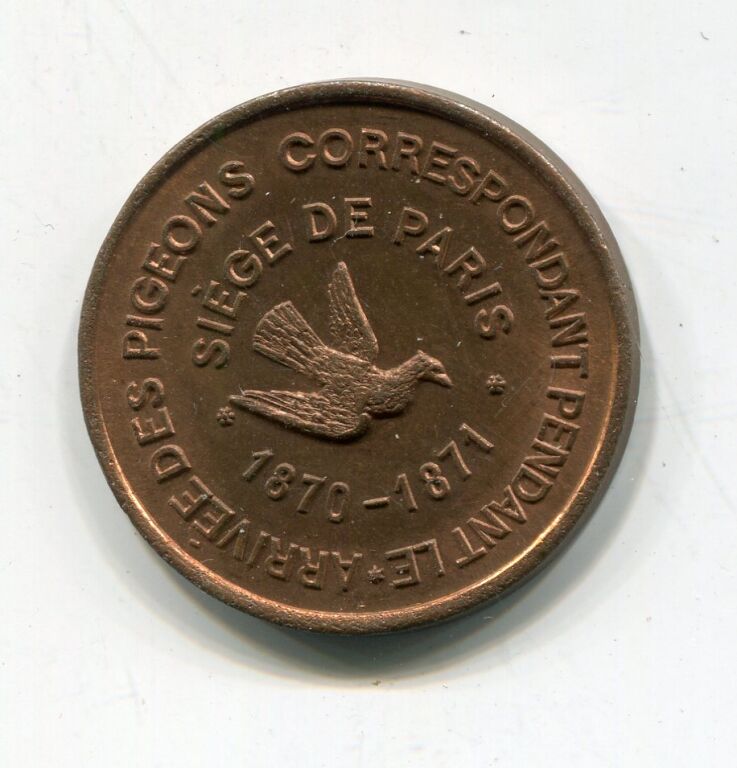 ARRIVÉE DES PIGEONS CORRESPONDANT PENDANT LE *
SIÈGE DE PARIS
* 1870-1871 *